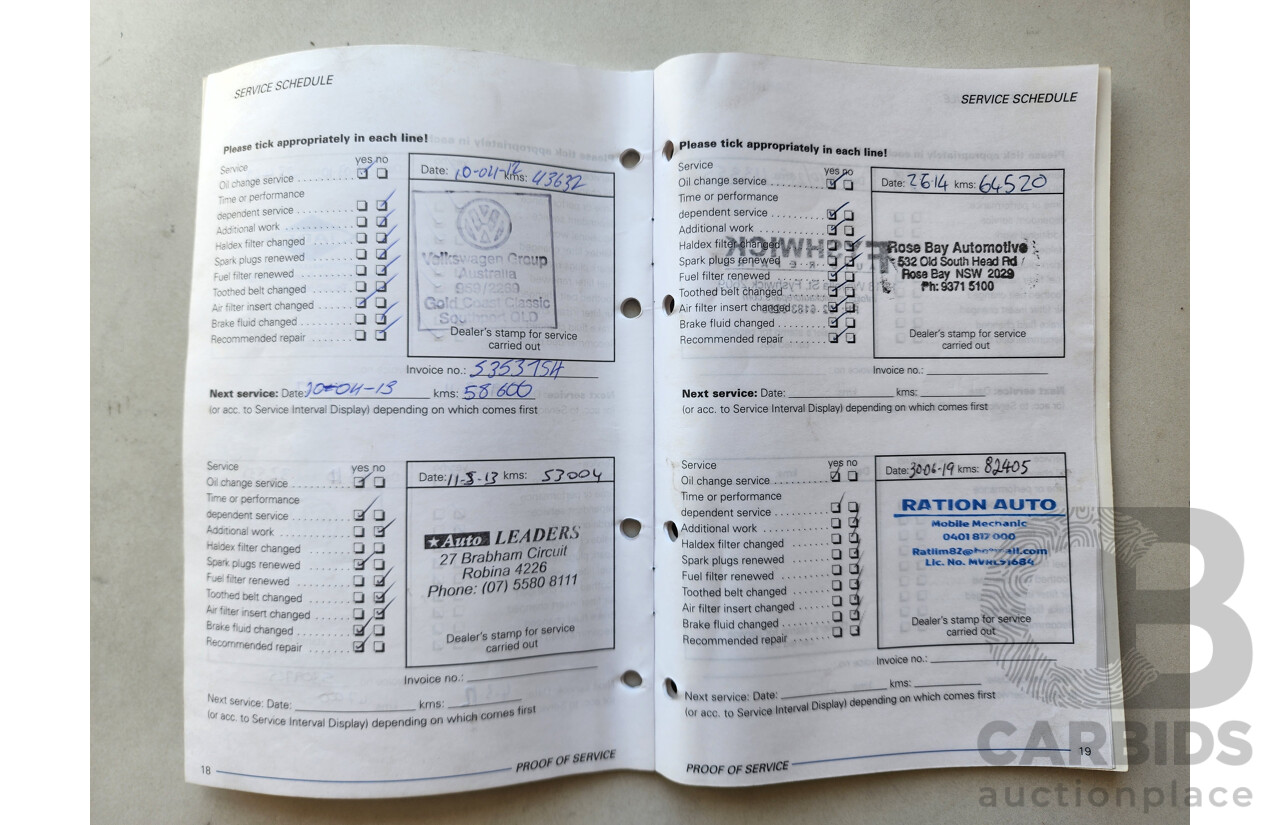 SERVICE SCHEDULE
Please tick appropriately in each line!
Service yes no
Oil change service
Time or performance
dependent service
Additional work
Haldex filter changed
Spark plugs renewed
Fuel filter renewed
Toothed belt changed
Air filter insert changed
Brake fluid changed
Recommended repair
Date: 10-04-12 kms: 43632
Volkswagen Group
Australia
969/2260
Gold Coast Classic
Southport QLD
Dealer's stamp for service
carried out
Invoice no.:
Next service: Date: 10-04-13 kms: 58600
(or acc. to Service Interval Display) depending on which comes first
Service yes no
Oil change service
Time or performance
dependent service
Additional work
Haldex filter changed
Spark plugs renewed
Fuel filter renewed
Toothed belt changed
Air filter insert changed
Brake fluid changed
Recommended repair
Date: 11-5-13 kms: 53004
Auto LEADERS
27 Brabham Circuit
Robina 4226
Phone: (07) 5580 8111
Dealer's stamp for service
carried out
Invoice no.:
Next service: Date: kms:
(or acc. to Service Interval Display) depending on which comes first
18 PROOF OF SERVICE
SERVICE SCHEDULE
Please tick appropriately in each line!
Service yes no
Oil change service
Time or performance
dependent service
Additional work
Haldex filter changed
Spark plugs renewed
Fuel filter renewed
Toothed belt changed
Air filter insert changed
Brake fluid changed
Recommended repair
Date: 2614 kms: 64520
Rose Bay Automotive
532 Old South Head Rd
Rose Bay NSW 2029
Ph: 9371 5100
Dealer's stamp for service
carried out
Invoice no.:
Next service: Date: kms:
(or acc. to Service Interval Display) depending on which comes first
Service yes no
Oil change service
Time or performance
dependent service
Additional work
Haldex filter changed
Spark plugs renewed
Fuel filter renewed
Toothed belt changed
Air filter insert changed
Brake fluid changed
Recommended repair
Date: 30-06-19 kms: 82405
RATION AUTO
Mobile Mechanic
0401 817 000
Lic. No.
Dealer's stamp for service
carried out
Invoice no.:
Next service: Date: kms:
(or acc. to Service Interval Display) depending on which comes first
PROOF OF SERVICE 19
CARBIDS
auctionplace